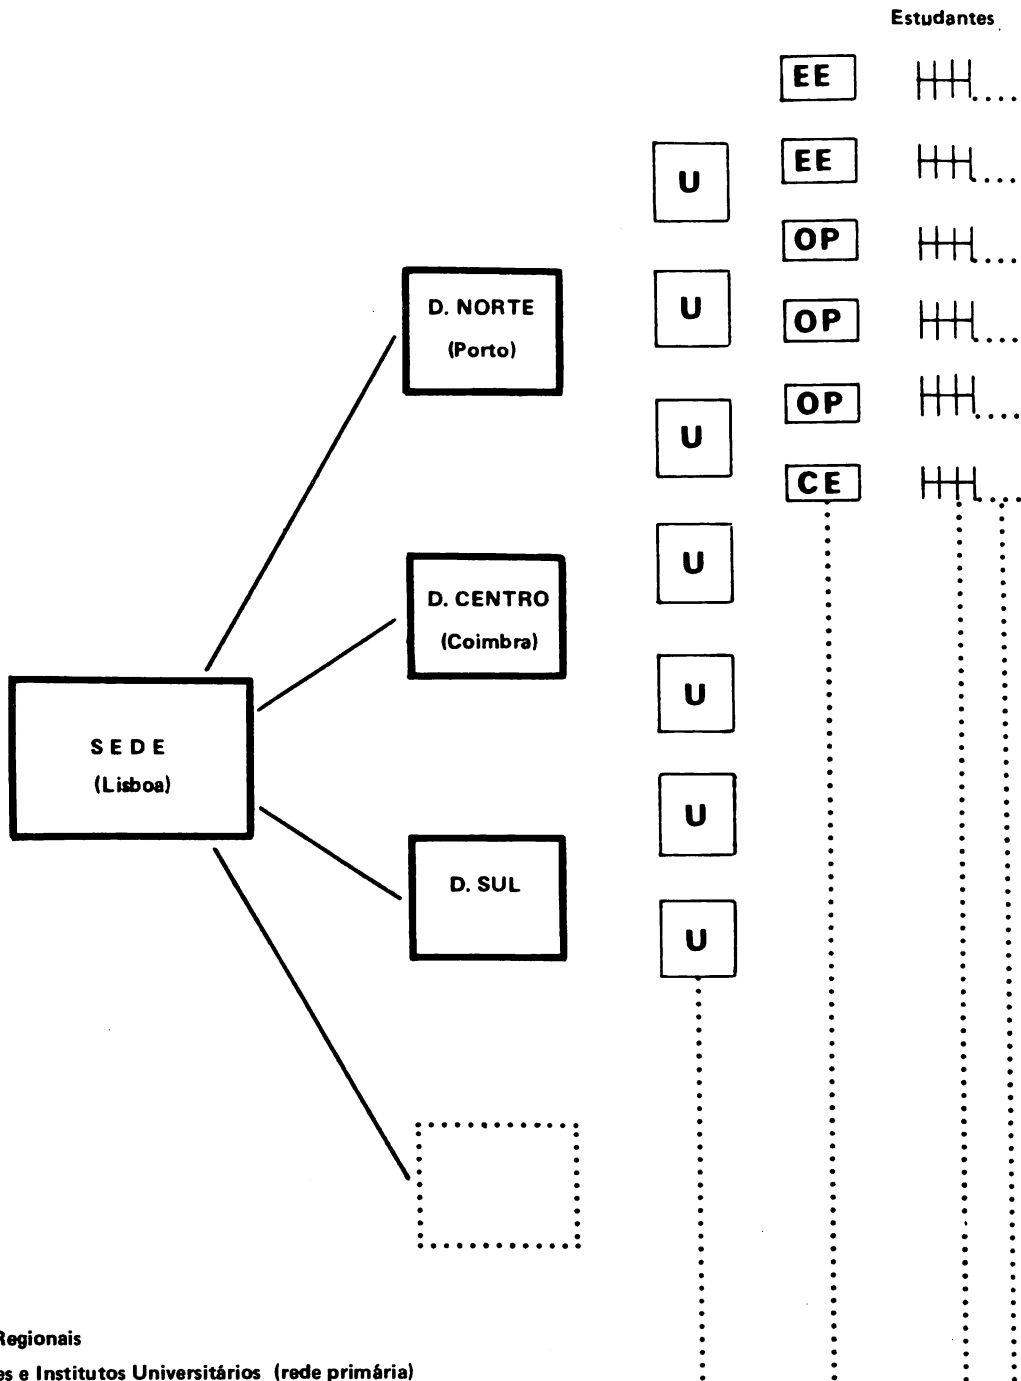 Estudantes
EE
EE
U
OP
D. NORTE
(Porto)
U
OP
OP
U
CE
U
D. CENTRO
(Coimbra)
U
SEDE
(Lisboa)
U
D. SUL
U
Regionais
es e Institutos Universitários (rede primária)